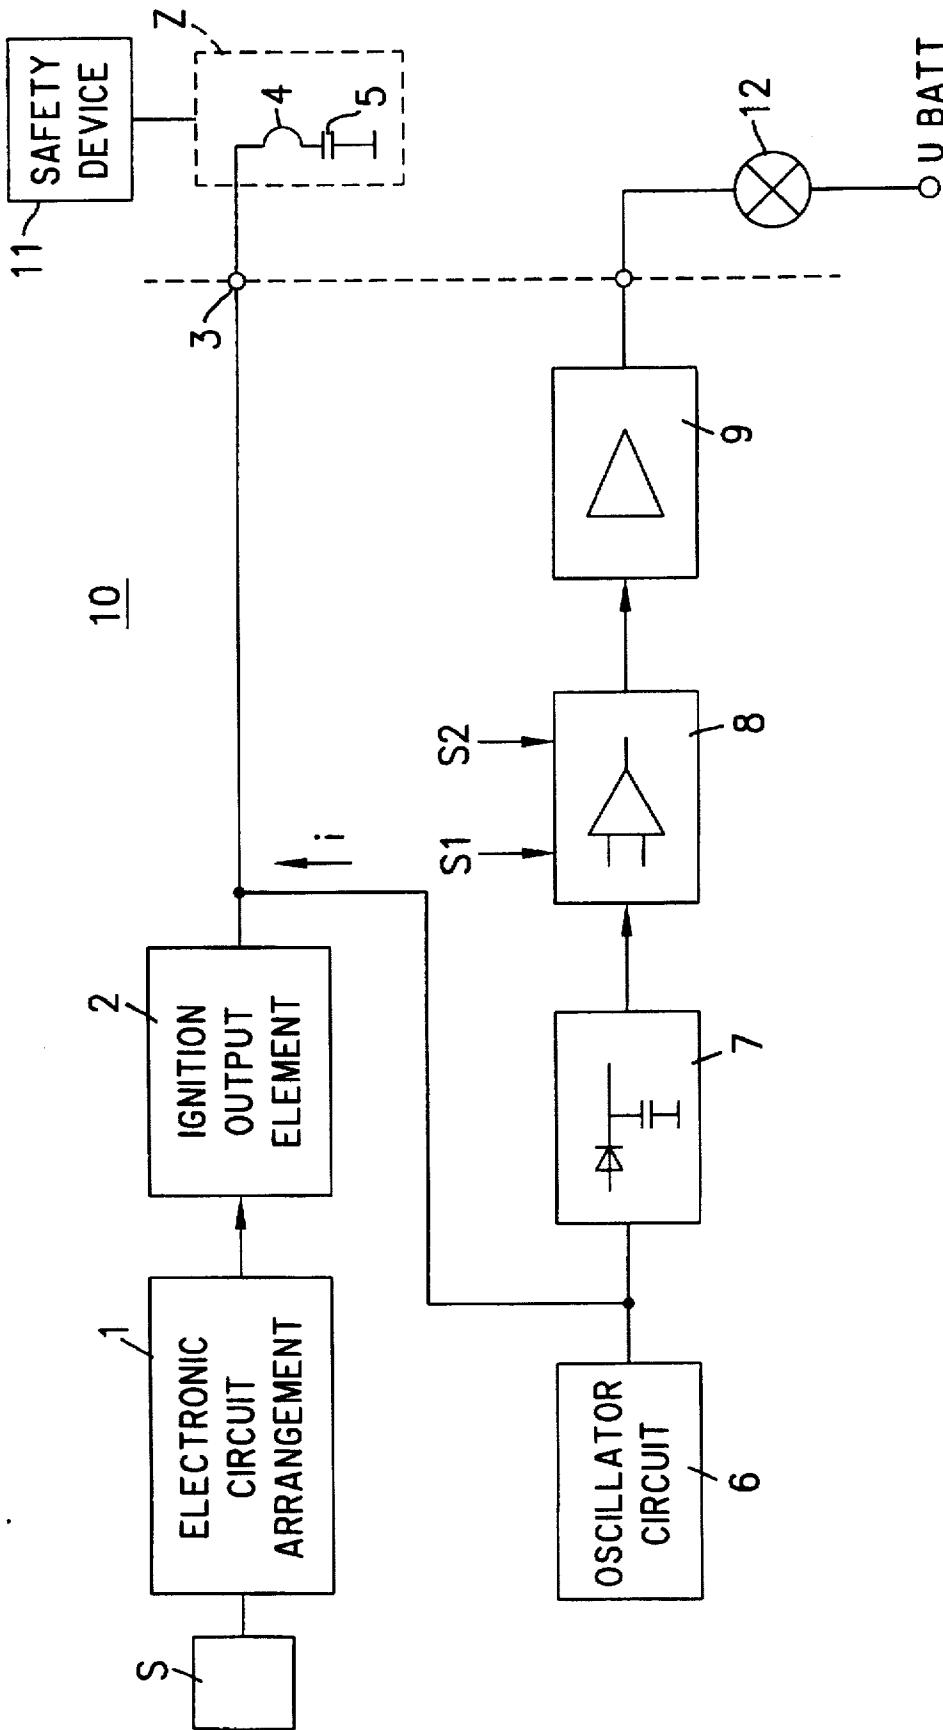 10
11
SAFETY
DEVICE
Z
4
5
3
2
IGNITION
OUTPUT
ELEMENT
1
ELECTRONIC
CIRCUIT
ARRANGEMENT
S
i
OSCILLATOR
CIRCUIT
6
7
S1
S2
8
9
12
U BATT